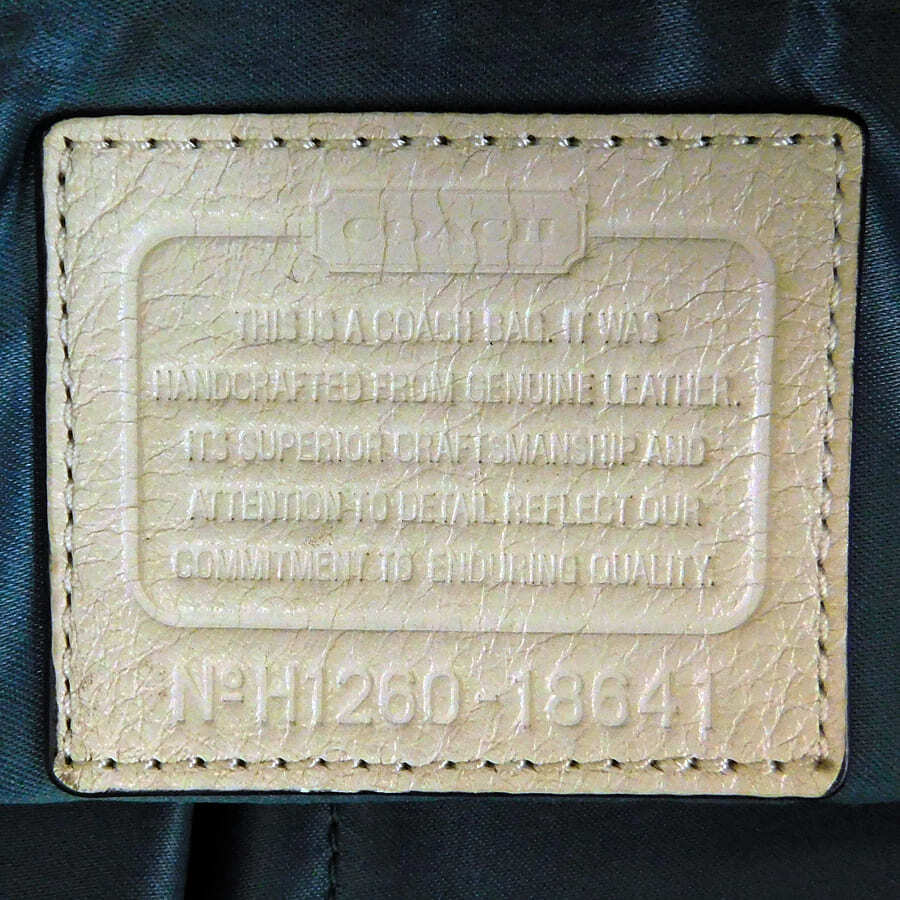 COACH
THIS IS A COACH BAG. IT WAS
HANDCRAFTED FROM GENUINE LEATHER.
ITS SUPERIOR CRAFTSMANSHIP AND
ATTENTION TO DETAIL REFLECT OUR
COMMITMENT TO ENDURING QUALITY.
Nº H1260-18641